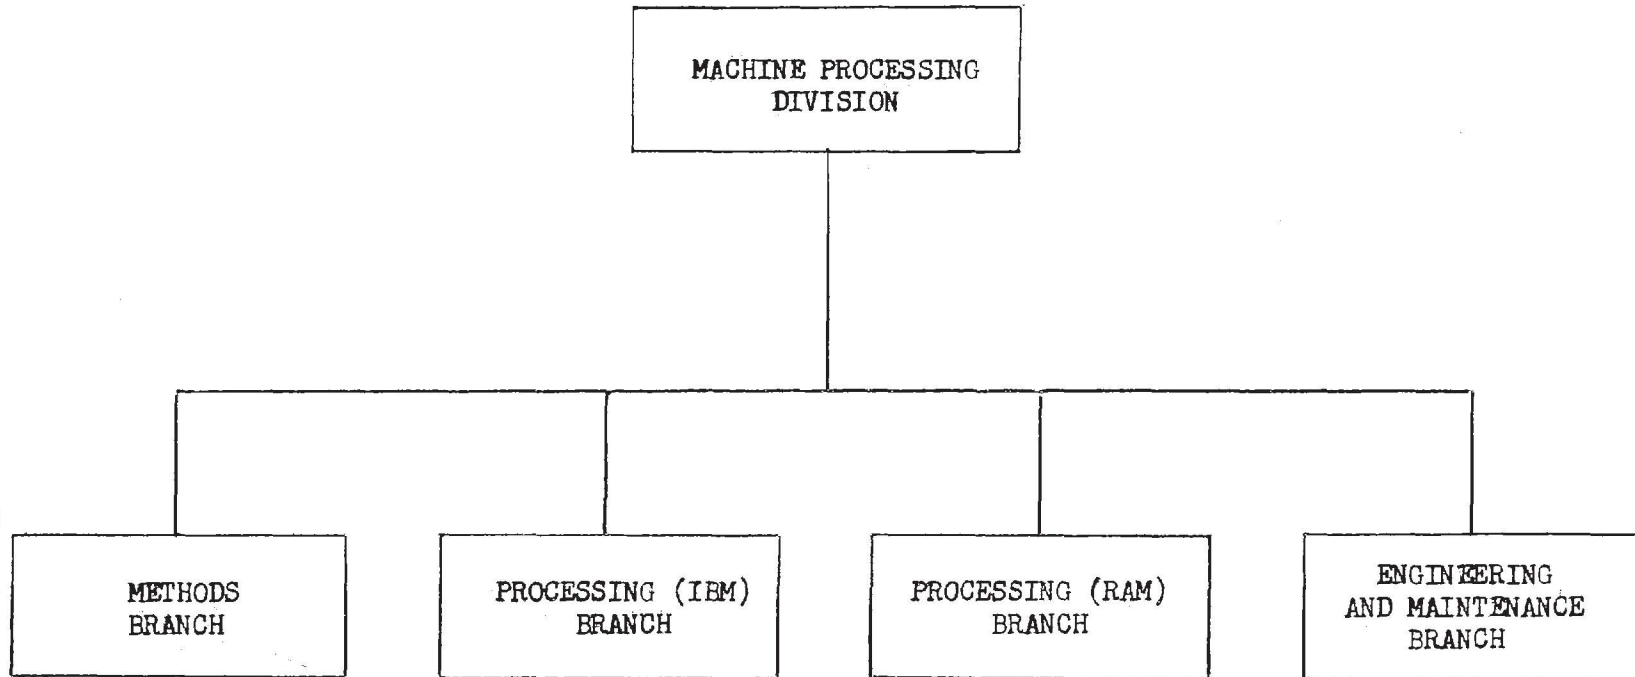 MACHINE PROCESSING
DIVISION
METHODS
BRANCH
PROCESSING (IBM)
BRANCH
PROCESSING (RAM)
BRANCH
ENGINEERING
AND MAINTENANCE
BRANCH